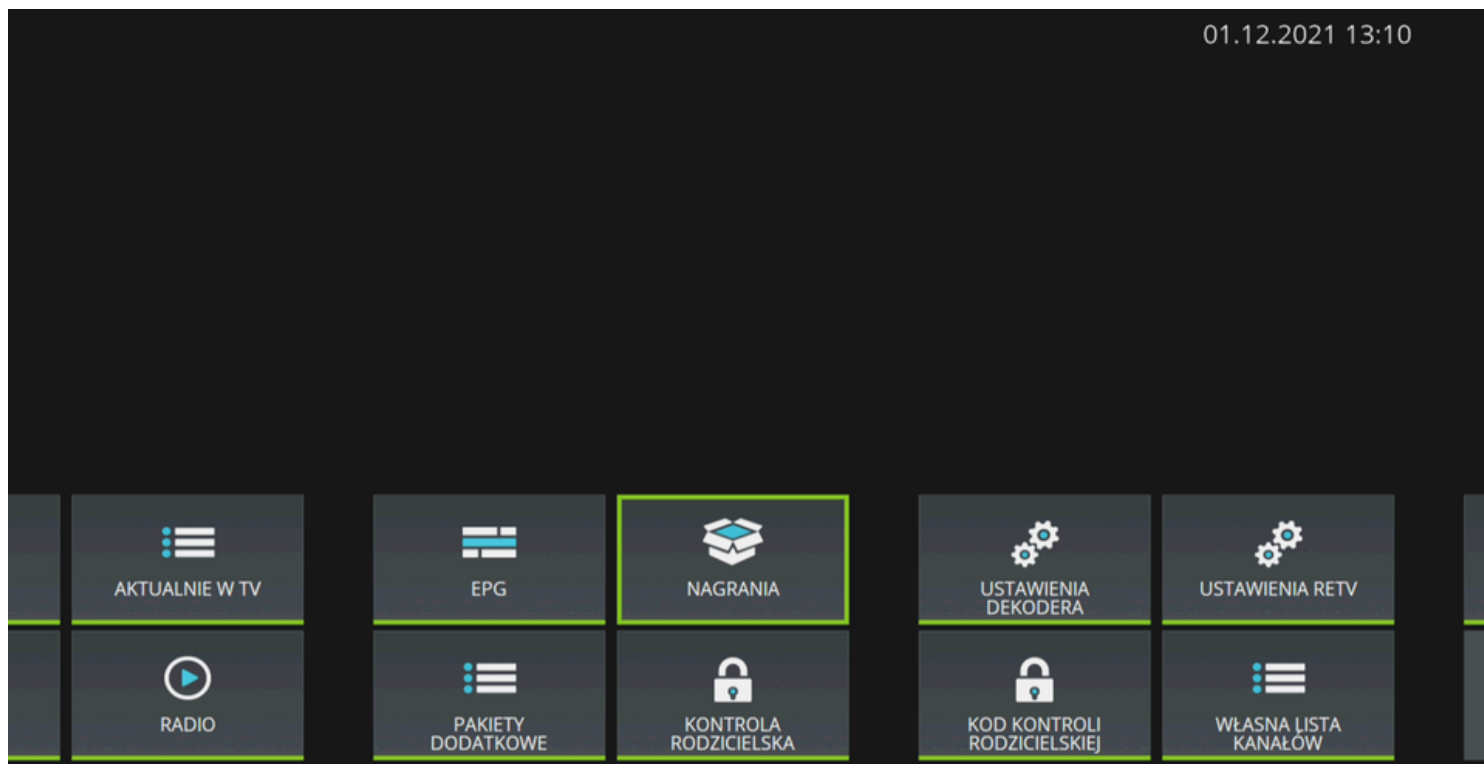 01.12.2021 13:10
AKTUALNIE W TV
EPG
NAGRANIA
USTAWIENIA
DEKODERA
USTAWIENIA RETV
RADIO
PAKIETY
DODATKOWE
KONTROLA
RODZICIELSKA
KOD KONTROLI
RODZICIELSKIEJ
WŁASNA LISTA
KANAŁÓW